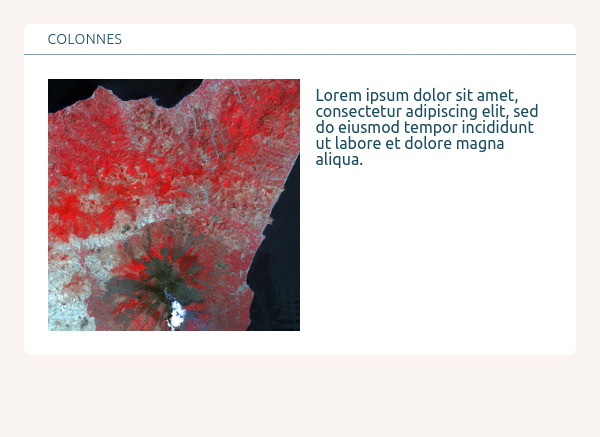 COLONNES
Lorem ipsum dolor sit amet,
consectetur adipiscing elit, sed
do eiusmod tempor incididunt
ut labore et dolore magna
aliqua.